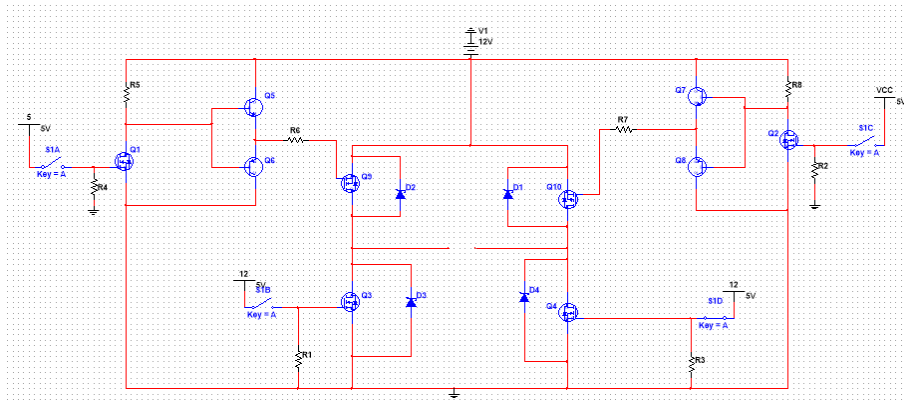 V1
12V
R5
Q5
Q7
R8
VCC
5V
5
5V
R6
R7
Q2
S1C
Key = A
S1A
Key = A
Q1
Q6
Q8
R2
R4
Q9
D2
D1
Q10
12
5V
S1B
Key = A
Q3
D3
D4
Q4
12
5V
S1D
Key = A
R1
R3